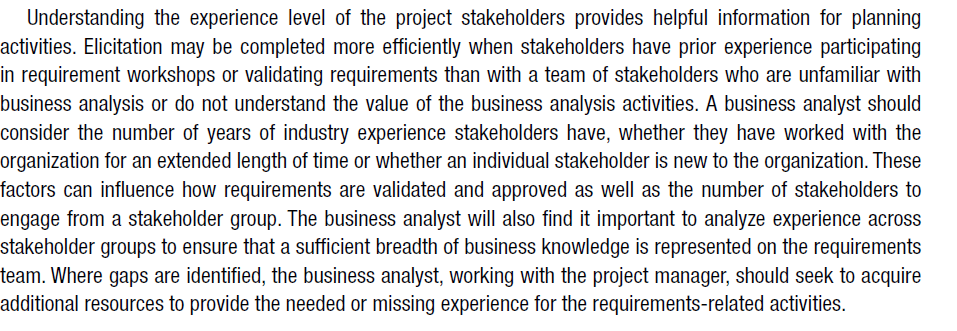 Understanding the experience level of the project stakeholders provides helpful information for planning
activities. Elicitation may be completed more efficiently when stakeholders have prior experience participating
in requirement workshops or validating requirements than with a team of stakeholders who are unfamiliar with
business analysis or do not understand the value of the business analysis activities. A business analyst should
consider the number of years of industry experience stakeholders have, whether they have worked with the
organization for an extended length of time or whether an individual stakeholder is new to the organization. These
factors can influence how requirements are validated and approved as well as the number of stakeholders to
engage from a stakeholder group. The business analyst will also find it important to analyze experience across
stakeholder groups to ensure that a sufficient breadth of business knowledge is represented on the requirements
team. Where gaps are identified, the business analyst, working with the project manager, should seek to acquire
additional resources to provide the needed or missing experience for the requirements-related activities.